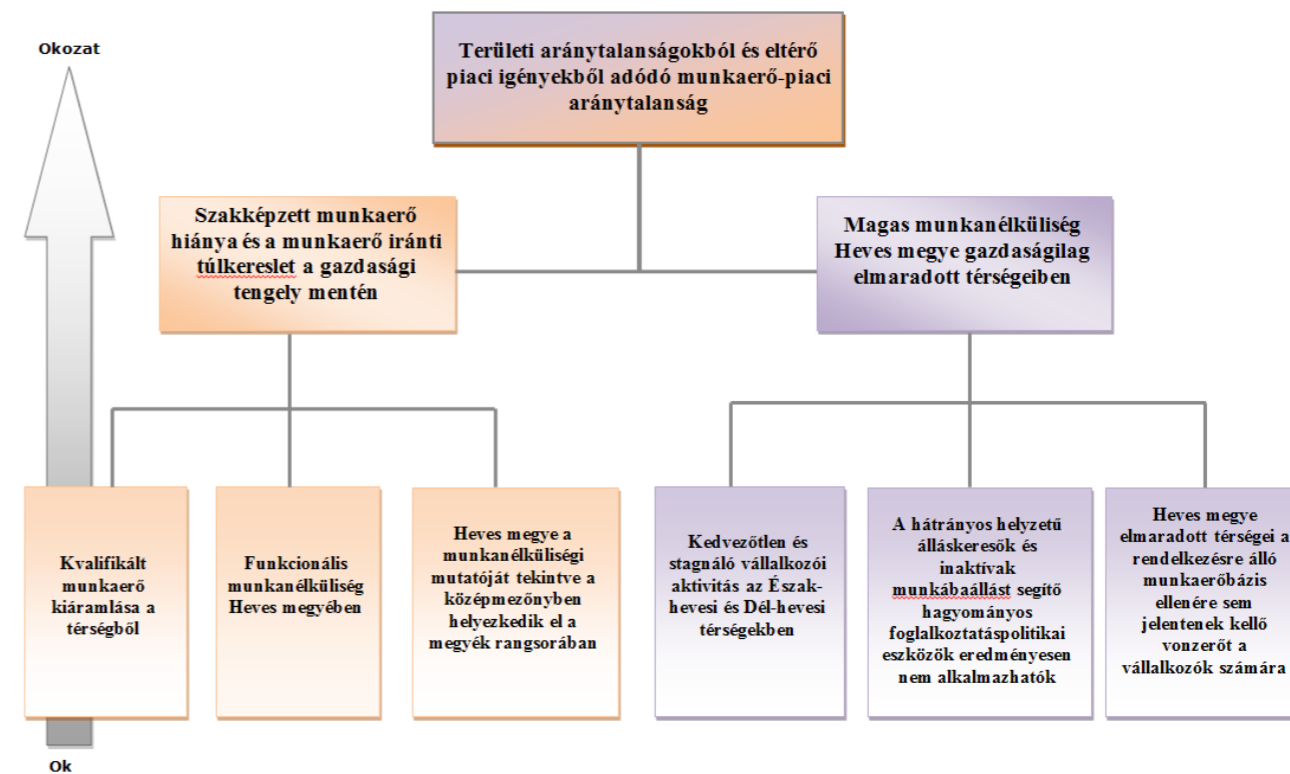 Okozat
Területi aránytalanságokból és eltérő
piaci igényekből adódó munkaerő-piaci
aránytalanság
Szakképzett munkaerő
hiánya és a munkaerő iránti
túlkereslet a gazdasági
tengely mentén
Magas munkanélküliség
Heves megye gazdaságilag
elmaradott térségeiben
Kvalifikált
munkaerő
kiáramlása a
térségből
Funkcionális
munkanélküliség
Heves megyében
Heves megye a
munkanélküliségi
mutatóját tekintve a
középmezőnyben
helyezkedik el a
megyék rangsorában
Kedvezőtlen és
stagnáló vállalkozói
aktivitás az Észak-
hevesi és Dél-hevesi
térségekben
A hátrányos helyzetű
álláskeresők és
inaktívak
munkábaállást segítő
hagyományos
foglalkoztatáspolitikai
eszközök eredményesen
nem alkalmazhatók
Heves megye
elmaradott térségei a
rendelkezésre álló
munkaerőbázis
ellenére sem
jelentenek kellő
vonzerőt a
vállalkozók számára
Ok